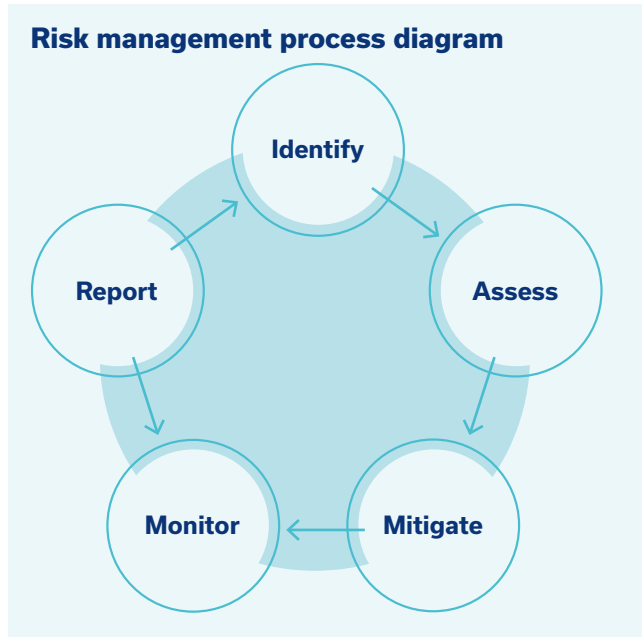 Risk management process diagram
Identify
Assess
Mitigate
Monitor
Report